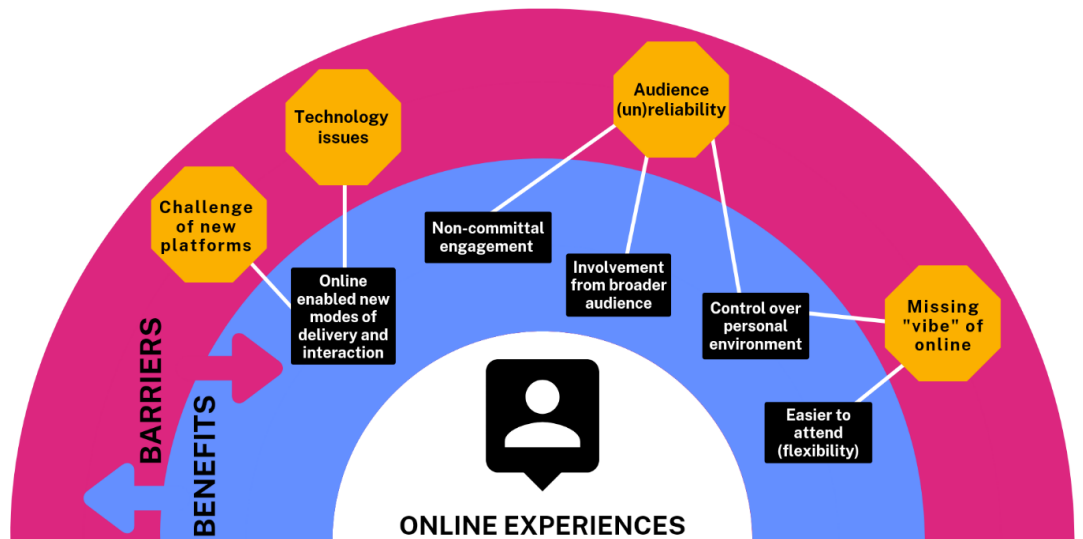 Technology
issues
Audience
(un)reliability
Challenge
of new
platforms
Non-committal
engagement
Online
enabled new
modes of
delivery and
interaction
Involvement
from broader
audience
Control over
personal
environment
Missing
"vibe" of
online
Easier to
attend
(flexibility)
BARRIERS
BENEFITS
ONLINE EXPERIENCES